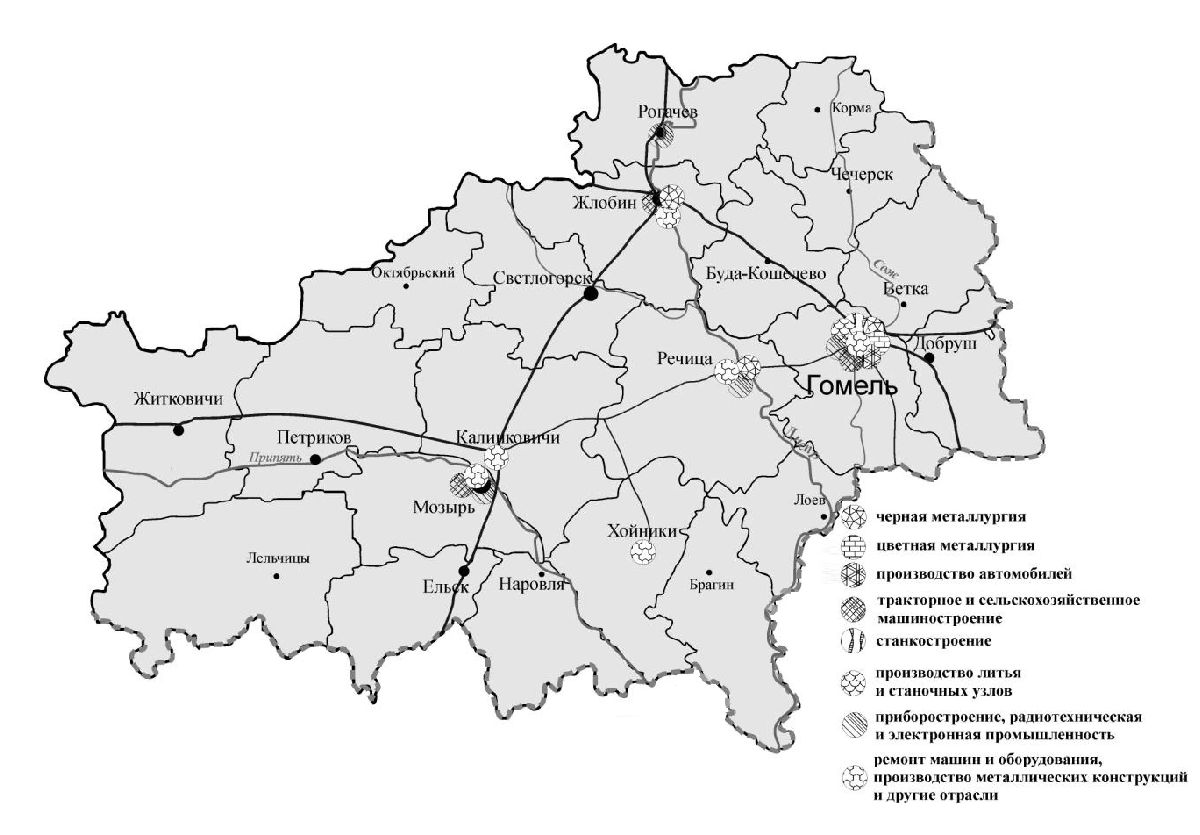 Рогачев
Корма
Чечерск
Жлобин
Октябрьский
Свстлогорск
Буда-Кошелево
Сож
Ветка
Речица
Добруш
Гомель
Житковичи
Петриков
Калинковичи
Припять
Мозырь
Днепр
Лоев
Хойники
Лельчицы
Ельск
Наровля
Брагин
черная металлургия
цветная металлургия
производство автомобилей
тракторное и сельскохозяйственное
машиностроение
станкостроение
производство литья
и станочных узлов
приборостроение, радиотехническая
и электронная промышленность
ремонт машин и оборудования,
производство металлических конструкций
и другие отрасли